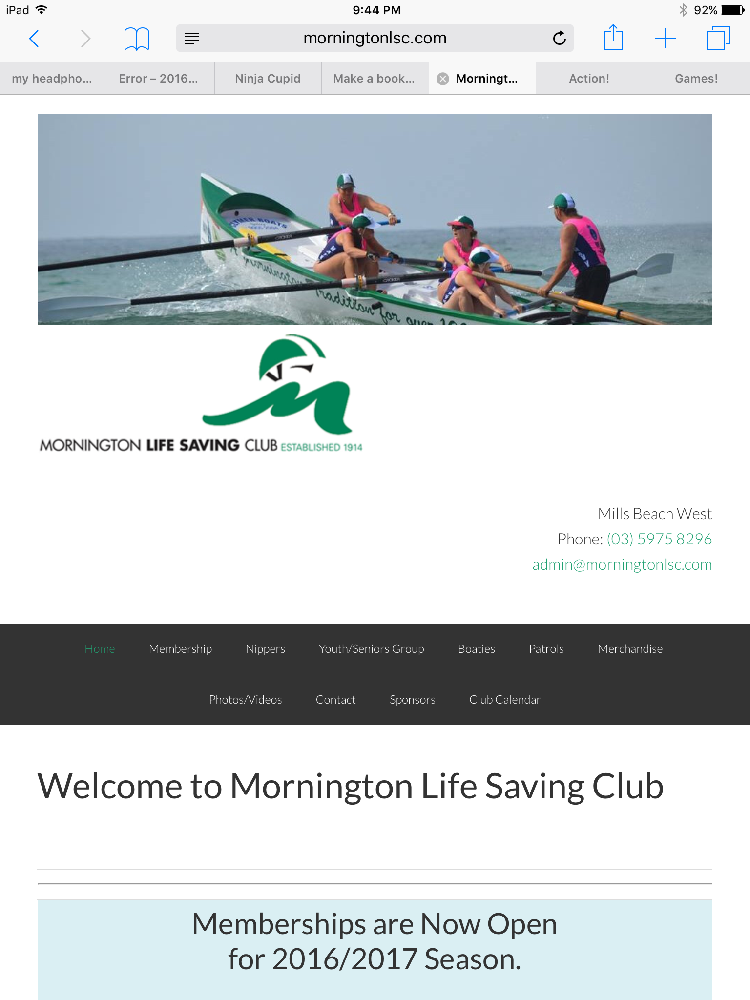 iPad 9:44 PM 92%
morningtonlsc.com
my headpho... Error – 2016... Ninja Cupid Make a book... Morningt... Action! Games!
MORNINGTON LIFE SAVING CLUB ESTABLISHED 1914
Mills Beach West
Phone: (03) 5975 8296
admin@morningtonlsc.com
Home Membership Nippers Youth/Seniors Group Boaties Patrols Merchandise
Photos/Videos Contact Sponsors Club Calendar
Welcome to Mornington Life Saving Club
Memberships are Now Open
for 2016/2017 Season.